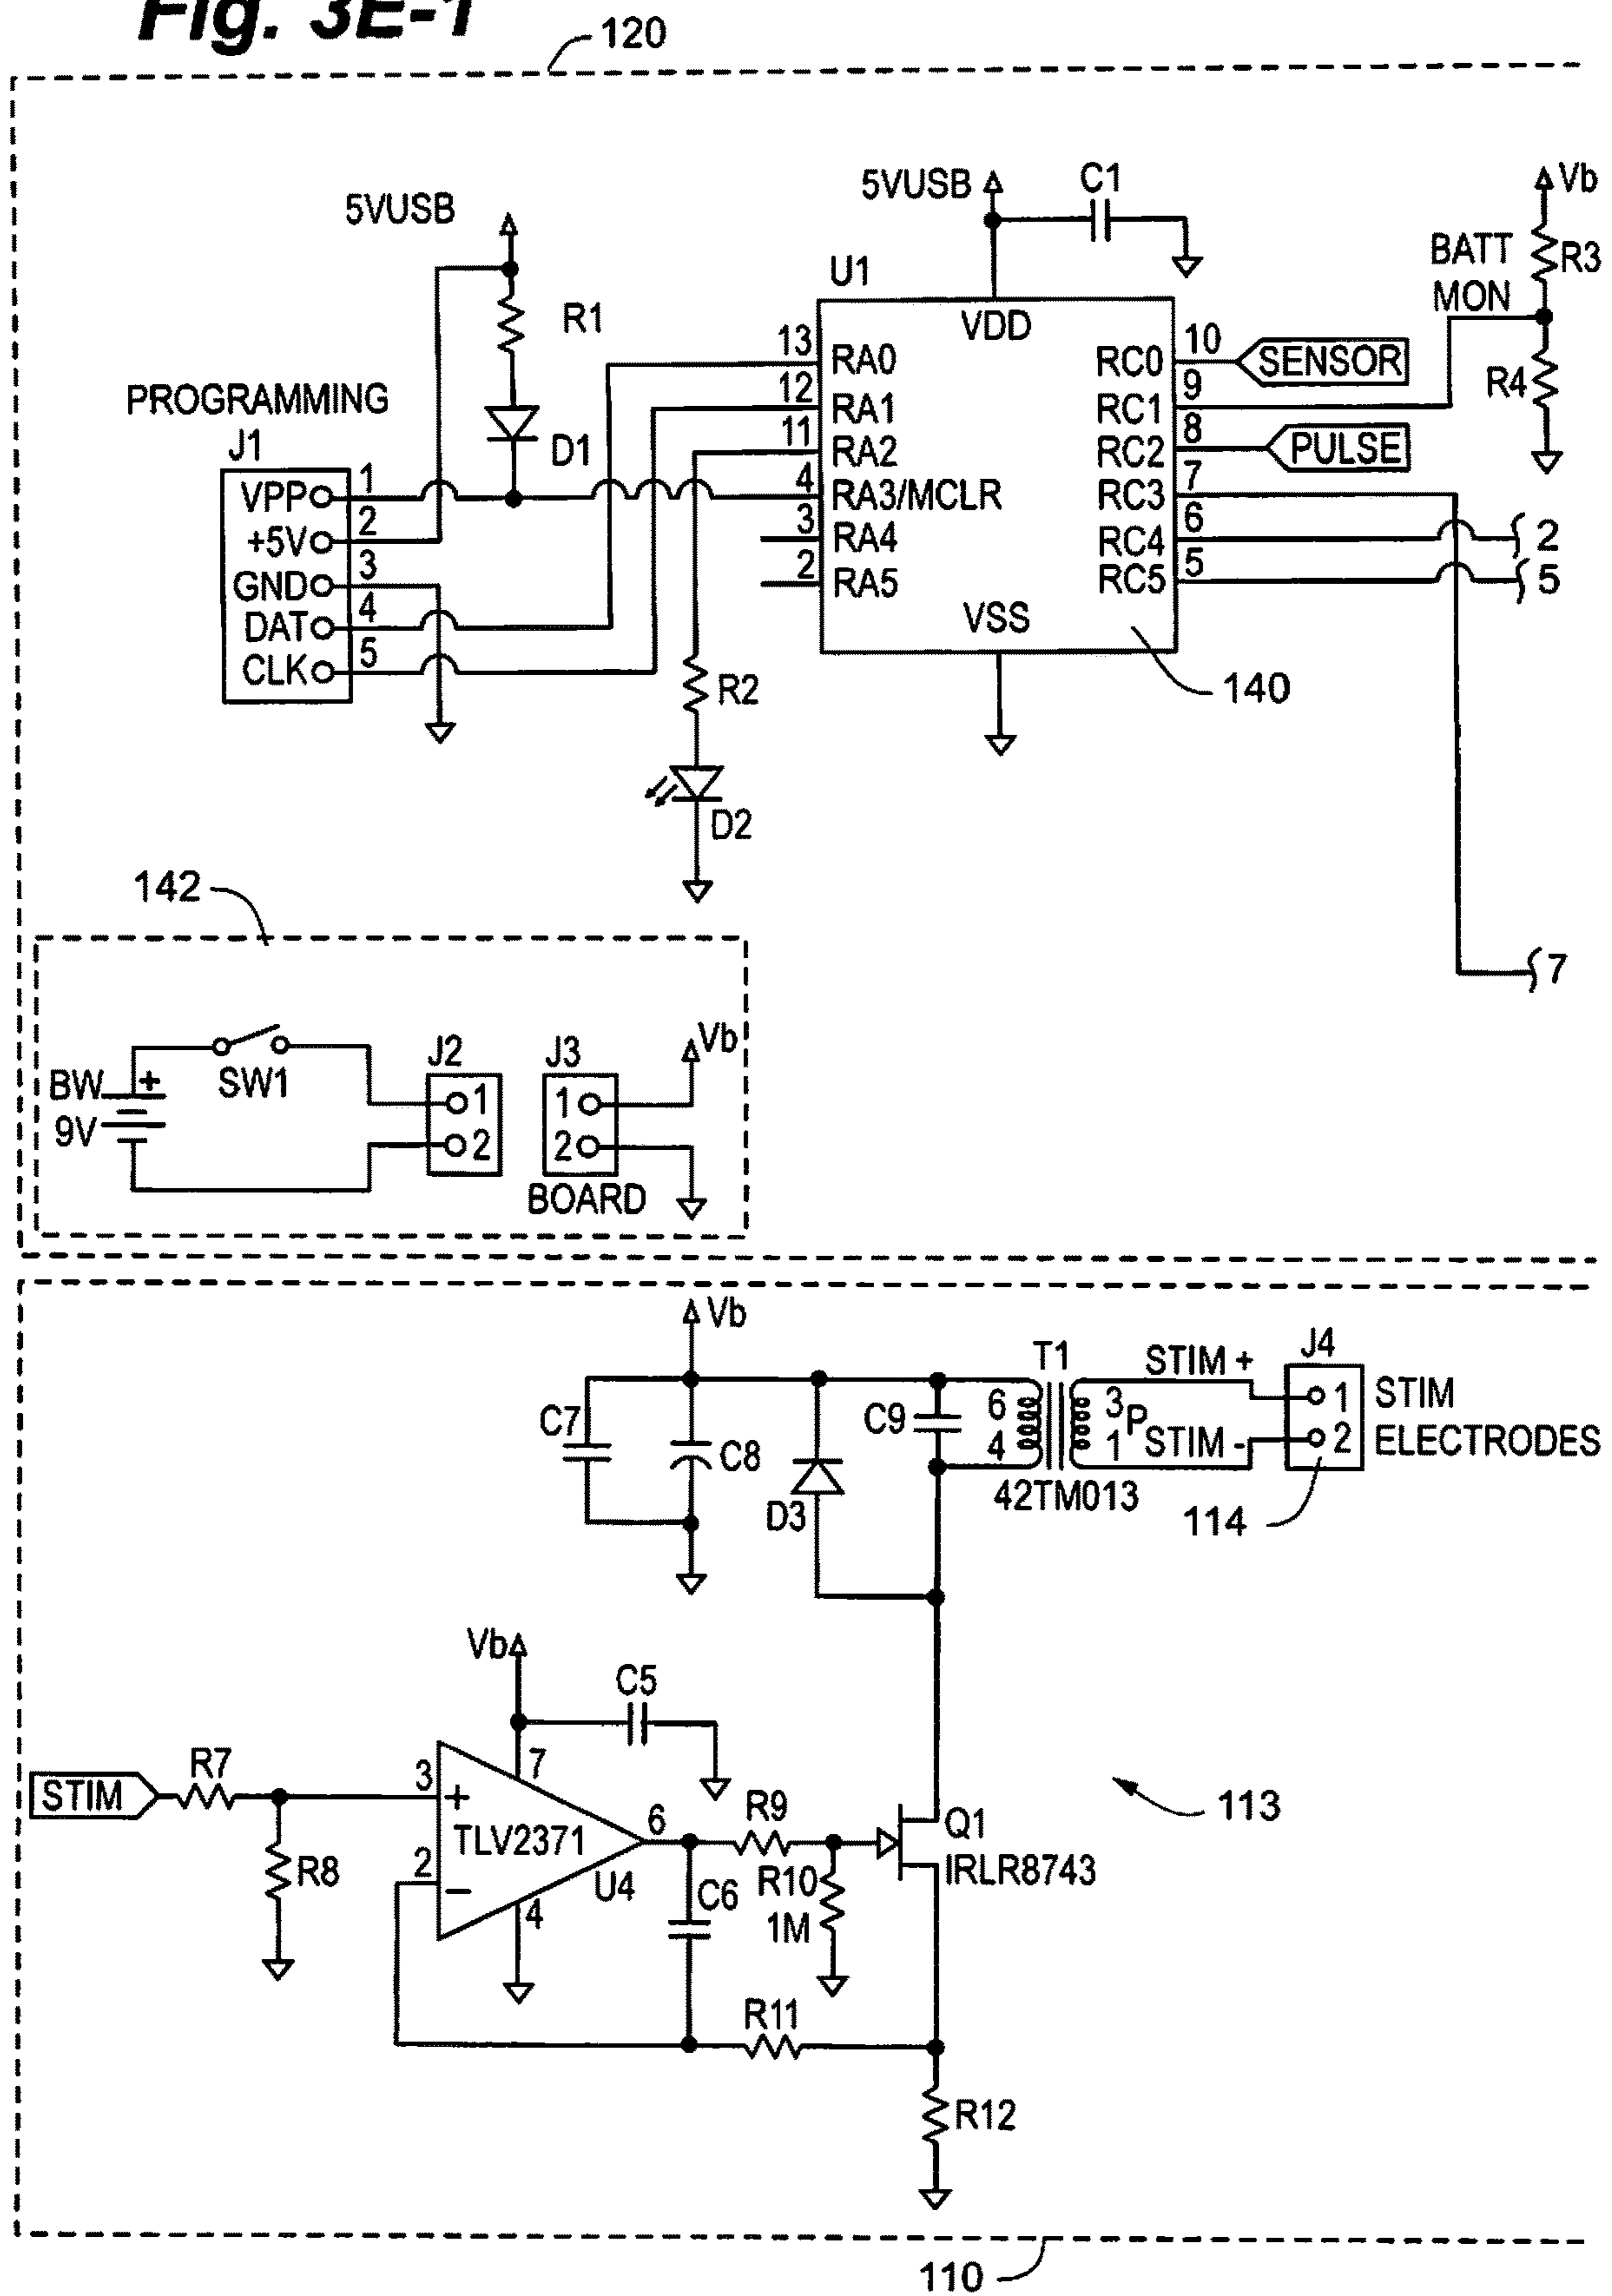 Fig. 3E-1
120
5VUSB
R1
D1
PROGRAMMING
J1
VPP 1
+5V 2
GND 3
DAT 4
CLK 5
5VUSB
C1
U1
VDD
13 RA0
12 RA1
11 RA2
4 RA3/MCLR
3 RA4
2 RA5
VSS
RC0 10 SENSOR
RC1 9
RC2 8 PULSE
RC3 7
RC4 6
RC5 5
140
BATT
MON
Vb
R3
R4
2
5
7
R2
D2
142
BW
+
9V
SW1
J2
1
2
J3
1
2
BOARD
Vb
Vb
C7
C8
D3
C9
T1
6
4
3
1
P
42TM013
STIM +
STIM -
J4
1
2
STIM
ELECTRODES
114
Vb
C5
STIM
R7
R8
3
+
2
-
7
4
6
TLV2371
U4
C6
R9
R10
1M
Q1
IRLR8743
113
R11
R12
110